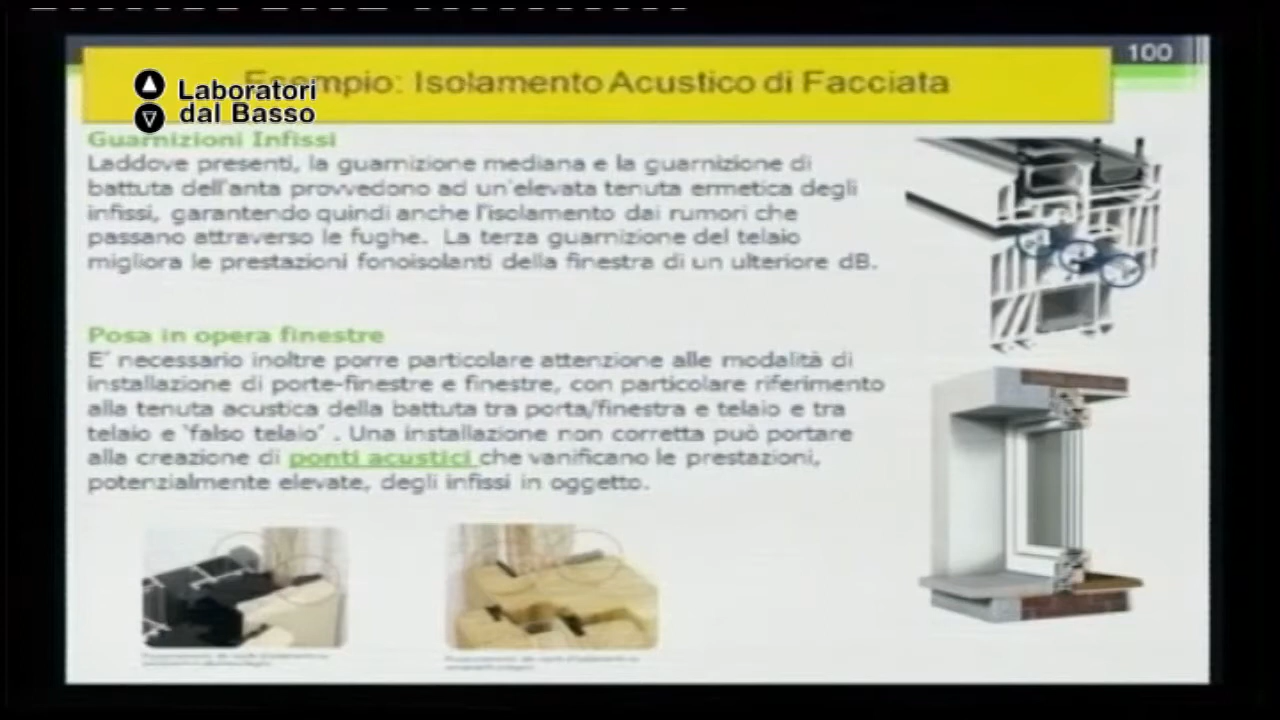 100
Esempio: Isolamento Acustico di Facciata
Laboratori
dal Basso
Guarnizioni Infissi
Laddove presenti, la guarnizione mediana e la guarnizione di
battuta dell'anta provvedono ad un'elevata tenuta ermetica degli
infissi, garantendo quindi anche l'isolamento dai rumori che
passano attraverso le fughe. La terza guarnizione del telaio
migliora le prestazioni fonoisolanti della finestra di un ulteriore dB.
Posa in opera finestre
E' necessario inoltre porre particolare attenzione alle modalità di
installazione di porte-finestre e finestre, con particolare riferimento
alla tenuta acustica della battuta tra porta/finestra e telaio e tra
telaio e 'falso telaio' . Una installazione non corretta può portare
alla creazione di ponti acustici che vanificano le prestazioni,
potenzialmente elevate, degli infissi in oggetto.